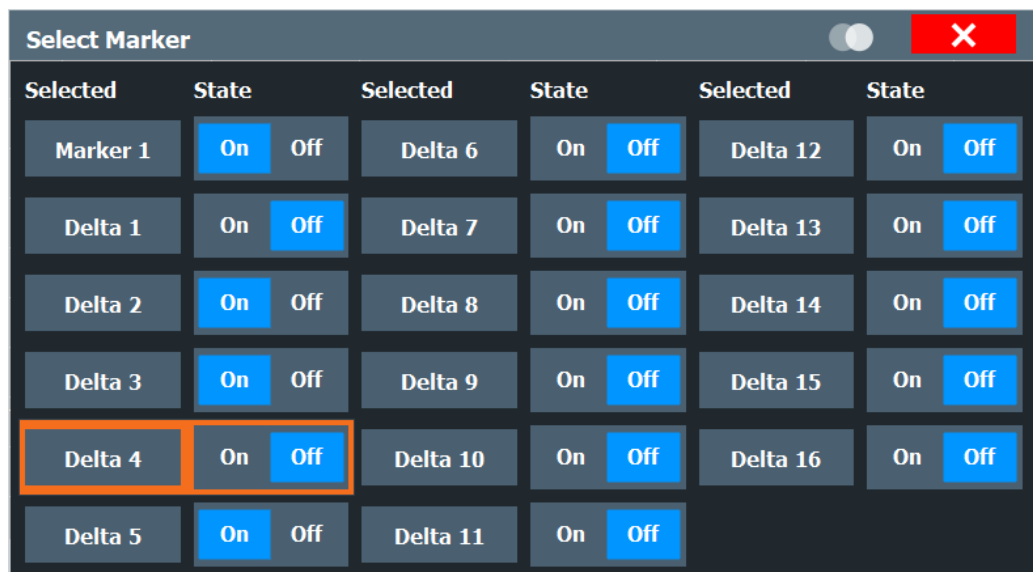 Select Marker
Selected State Selected State Selected State
Marker 1 On Off Delta 6 On Off Delta 12 On Off
Delta 1 On Off Delta 7 On Off Delta 13 On Off
Delta 2 On Off Delta 8 On Off Delta 14 On Off
Delta 3 On Off Delta 9 On Off Delta 15 On Off
Delta 4 On Off Delta 10 On Off Delta 16 On Off
Delta 5 On Off Delta 11 On Off